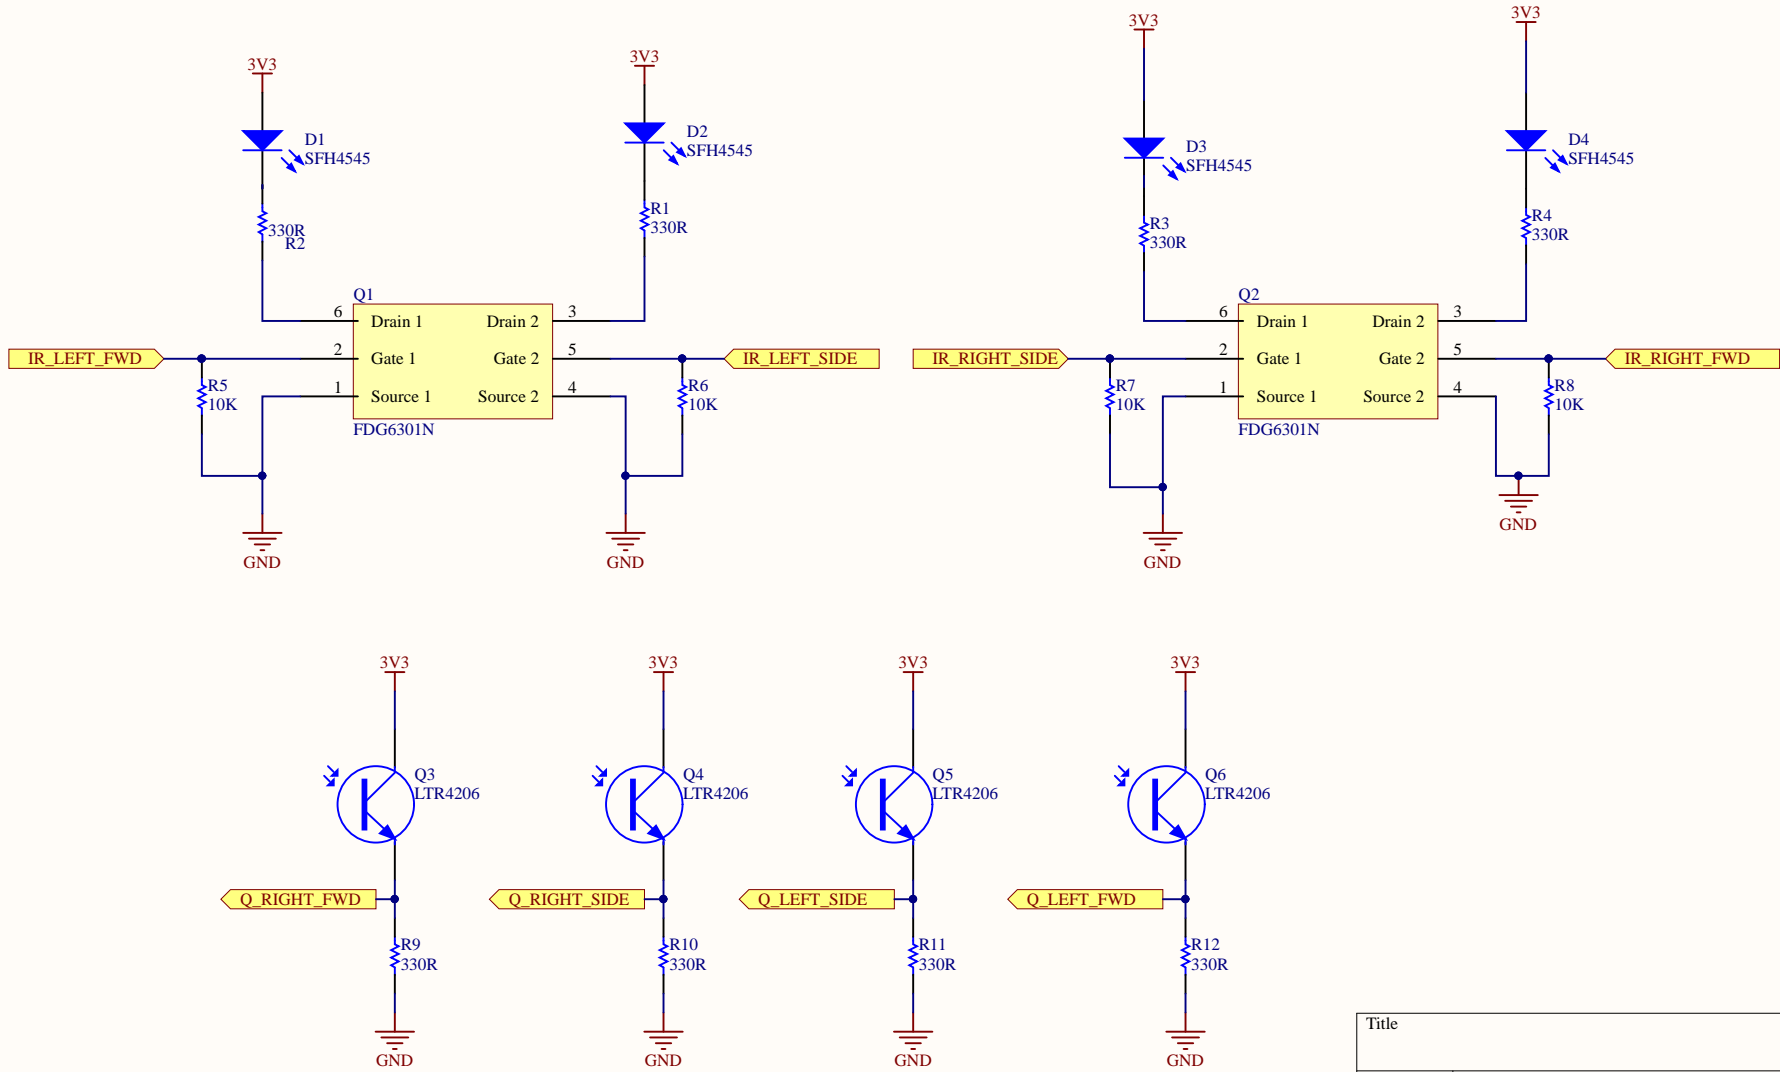 3V3
3V3
3V3
3V3
D1
SFH4545
D2
SFH4545
D3
SFH4545
D4
SFH4545
330R
R2
R1
330R
R3
330R
R4
330R
Q1
6 Drain 1 Drain 2 3
IR_LEFT_FWD 2 Gate 1 Gate 2 5 IR_LEFT_SIDE
1 Source 1 Source 2 4
R5
10K
R6
10K
FDG6301N
GND
GND
Q2
6 Drain 1 Drain 2 3
IR_RIGHT_SIDE 2 Gate 1 Gate 2 5 IR_RIGHT_FWD
1 Source 1 Source 2 4
R7
10K
R8
10K
FDG6301N
GND
GND
3V3
3V3
3V3
3V3
Q3
LTR4206
Q4
LTR4206
Q5
LTR4206
Q6
LTR4206
Q_RIGHT_FWD
Q_RIGHT_SIDE
Q_LEFT_SIDE
Q_LEFT_FWD
R9
330R
R10
330R
R11
330R
R12
330R
GND
GND
GND
GND
Title